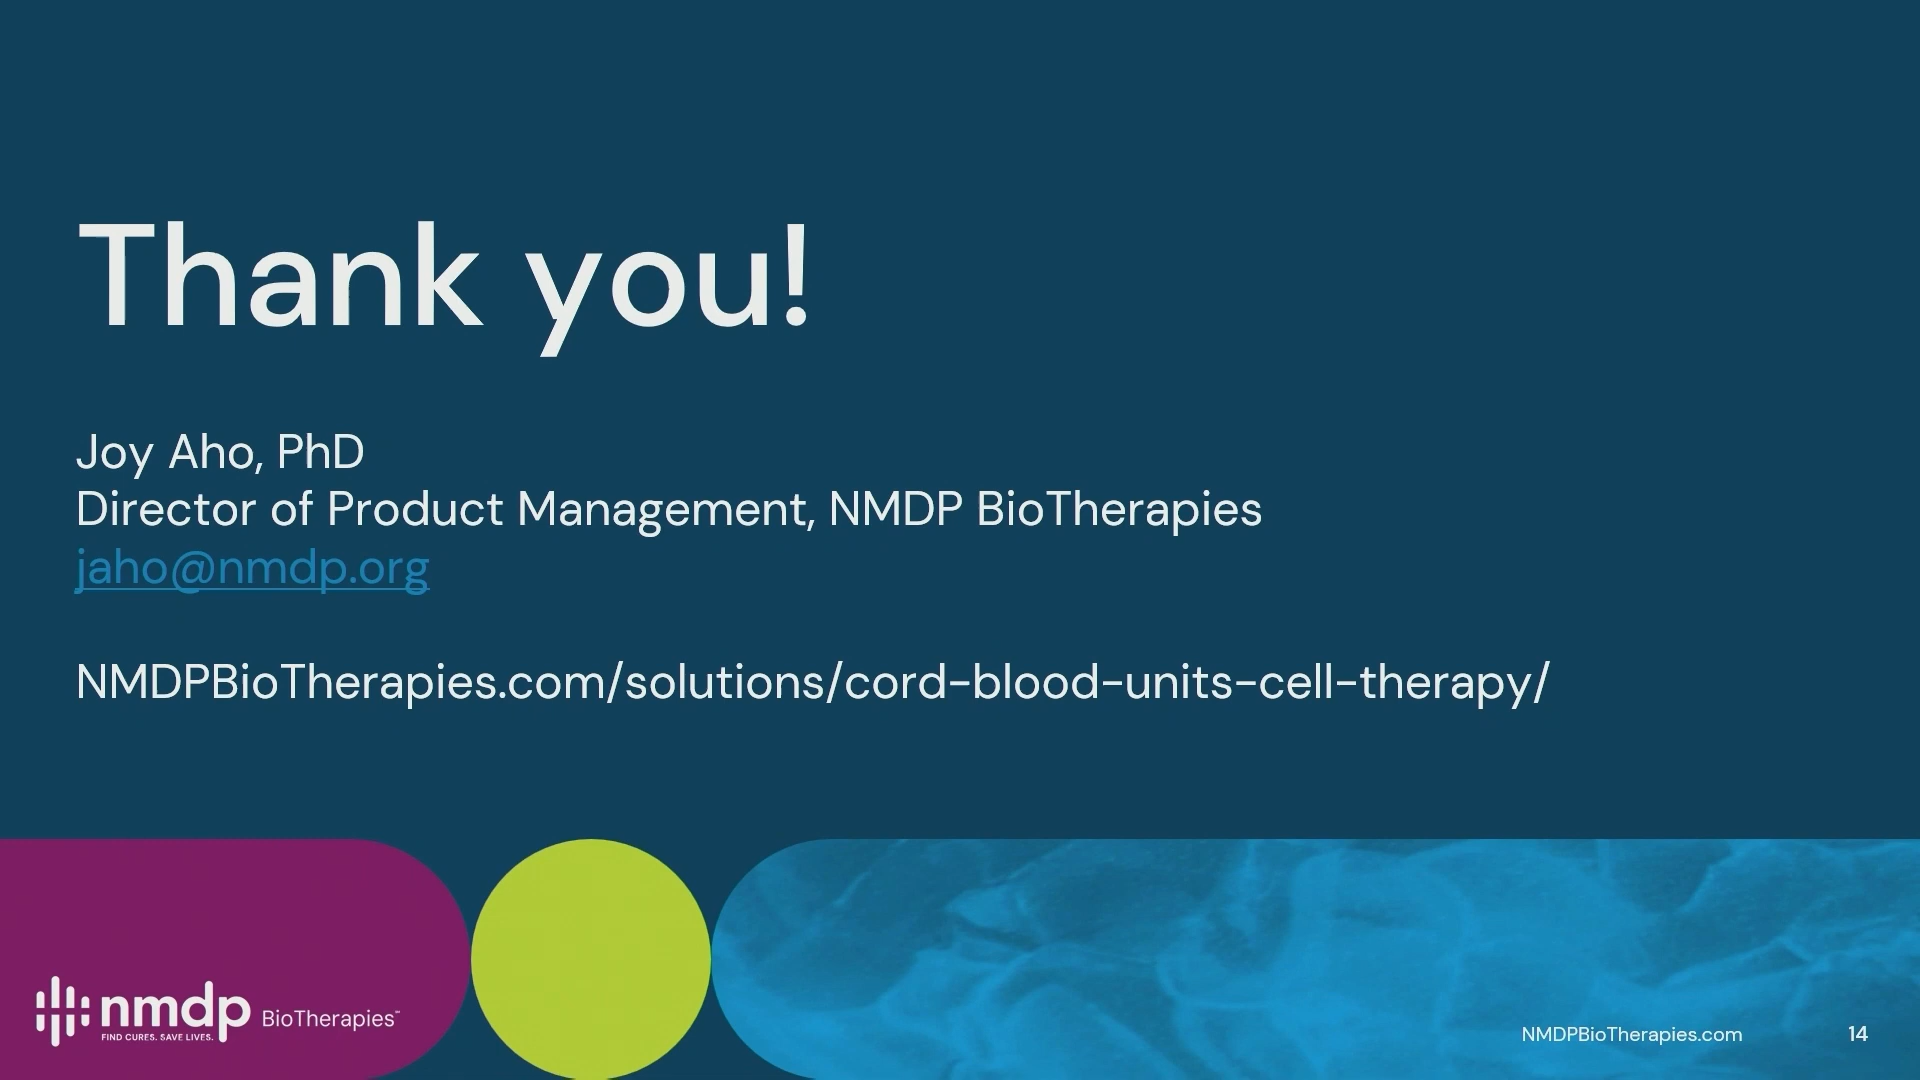 Thank you!
Joy Aho, PhD
Director of Product Management, NMDP BioTherapies
jaho@nmdp.org
NMDPBioTherapies.com/solutions/cord-blood-units-cell-therapy/
nmdp BioTherapies™
FIND CURES. SAVE LIVES.
NMDPBioTherapies.com 14